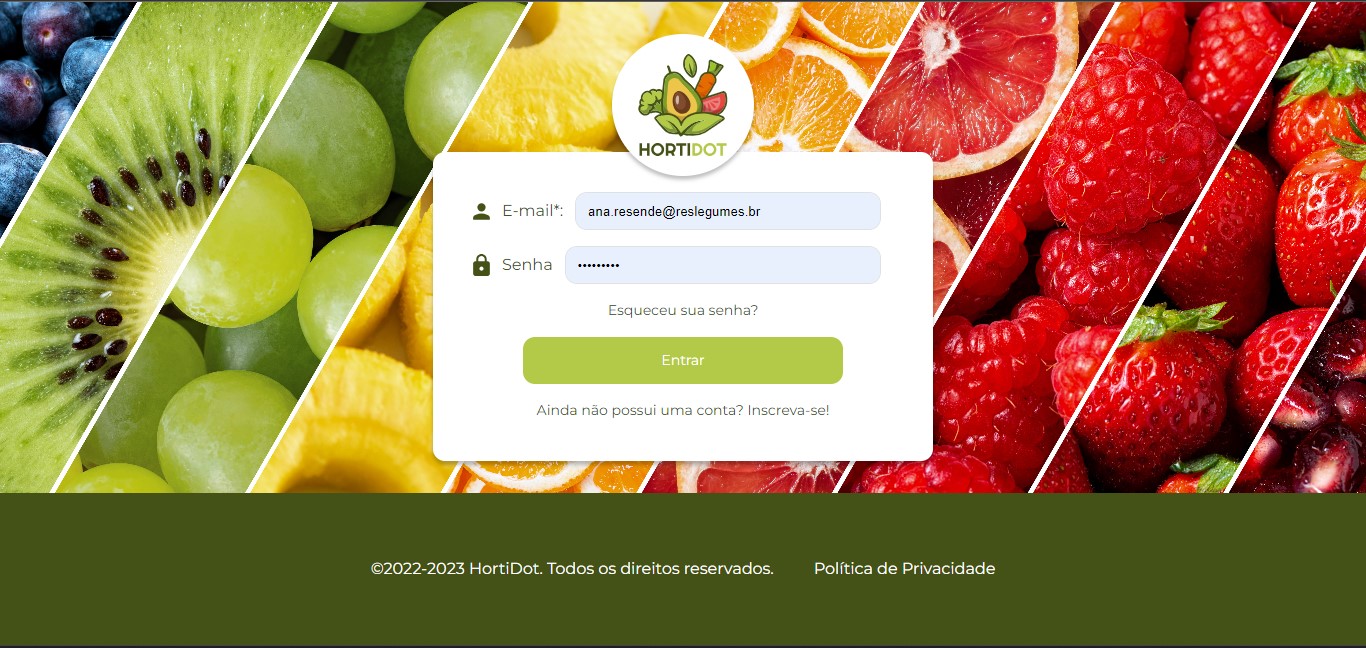 HORTIDOT
E-mail*: ana.resende@reslegumes.br
Senha •••••••••
Esqueceu sua senha?
Entrar
Ainda não possui uma conta? Inscreva-se!
©2022-2023 HortiDot. Todos os direitos reservados. Política de Privacidade